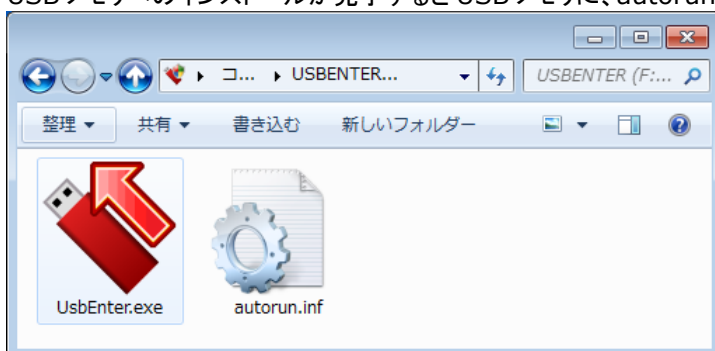 USBメモリへのインストールが完了するとUSBメモリに、autorun
コ... USBENTER...
USBENTER (F:...
整理 共有 書き込む 新しいフォルダー
UsbEnter.exe autorun.inf